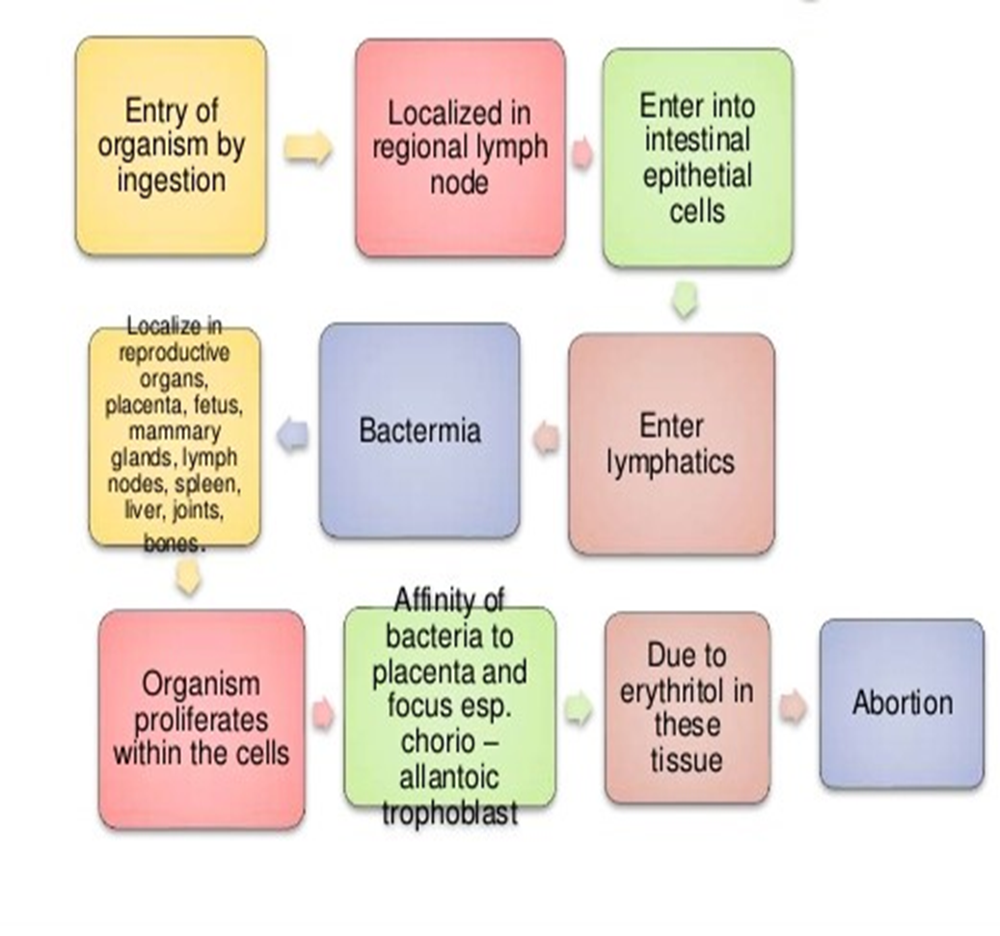 Entry of
organism by
ingestion
Localized in
regional lymph
node
Enter into
intestinal
epithetial
cells
Enter
lymphatics
Bactermia
Localize in
reproductive
organs,
placenta, fetus,
mammary
glands, lymph
nodes, spleen,
liver, joints,
bones.
Organism
proliferates
within the cells
Affinity of
bacteria to
placenta and
focus esp.
chorio –
allantoic
trophoblast
Due to
erythritol in
these
tissue
Abortion